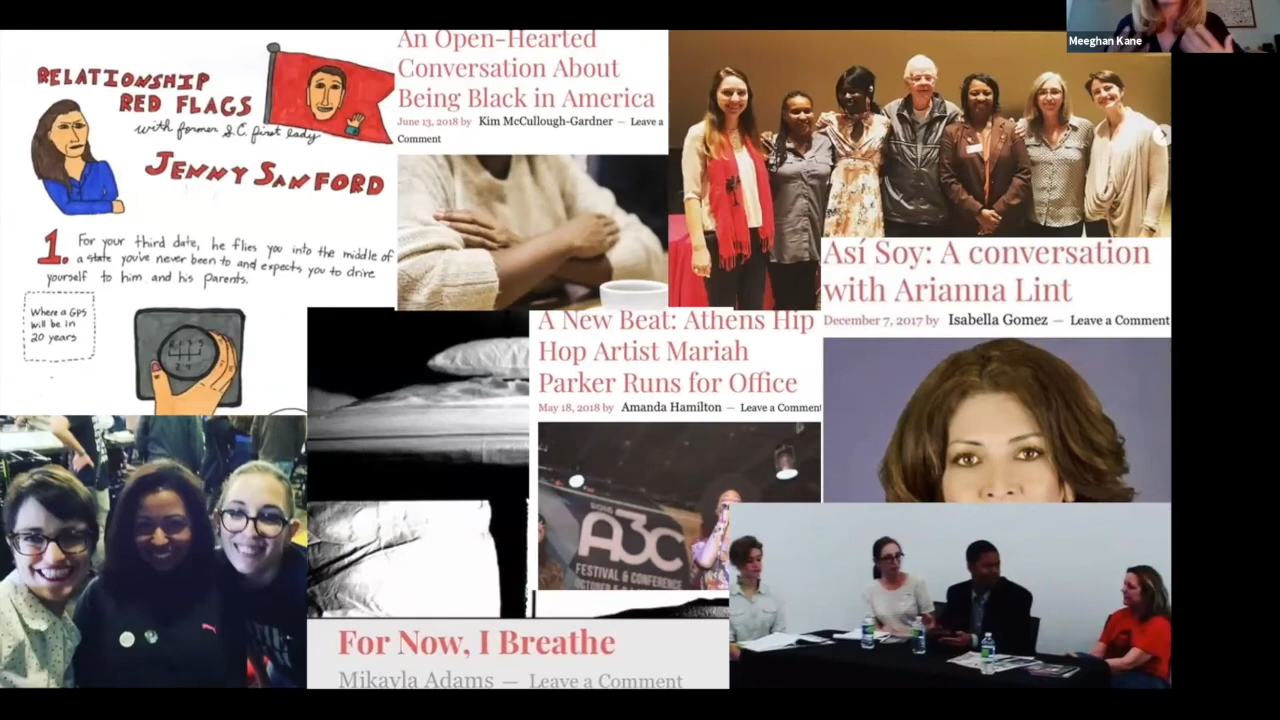 Meeghan Kane
RELATIONSHIP
RED FLAGS
with former S.C. first lady
JENNY SANFORD
1. For your third date, he flies you into the middle of
a state you've never been to and expects you to drive
yourself to him and his parents.
Where a GPS
will be in
20 years
R 1 3 5
2 4
An Open-Hearted
Conversation About
Being Black in America
June 13, 2018 by Kim McCullough-Gardner — Leave a
Comment
Así Soy: A conversation
with Arianna Lint
December 7, 2017 by Isabella Gomez — Leave a Comment
A New Beat: Athens Hip
Hop Artist Mariah
Parker Runs for Office
May 18, 2018 by Amanda Hamilton — Leave a Comment
A3C
FESTIVAL & CONFERENCE
For Now, I Breathe
Mikayla Adams — Leave a Comment